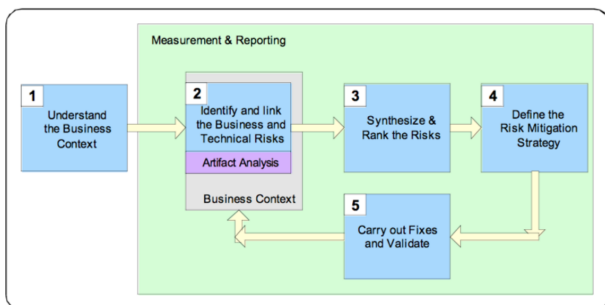 Measurement & Reporting
1
Understand
the Business
Context
2
Identify and link
the Business and
Technical Risks
Artifact Analysis
Business Context
3
Synthesize &
Rank the Risks
4
Define the
Risk Mitigation
Strategy
5
Carry out Fixes
and Validate